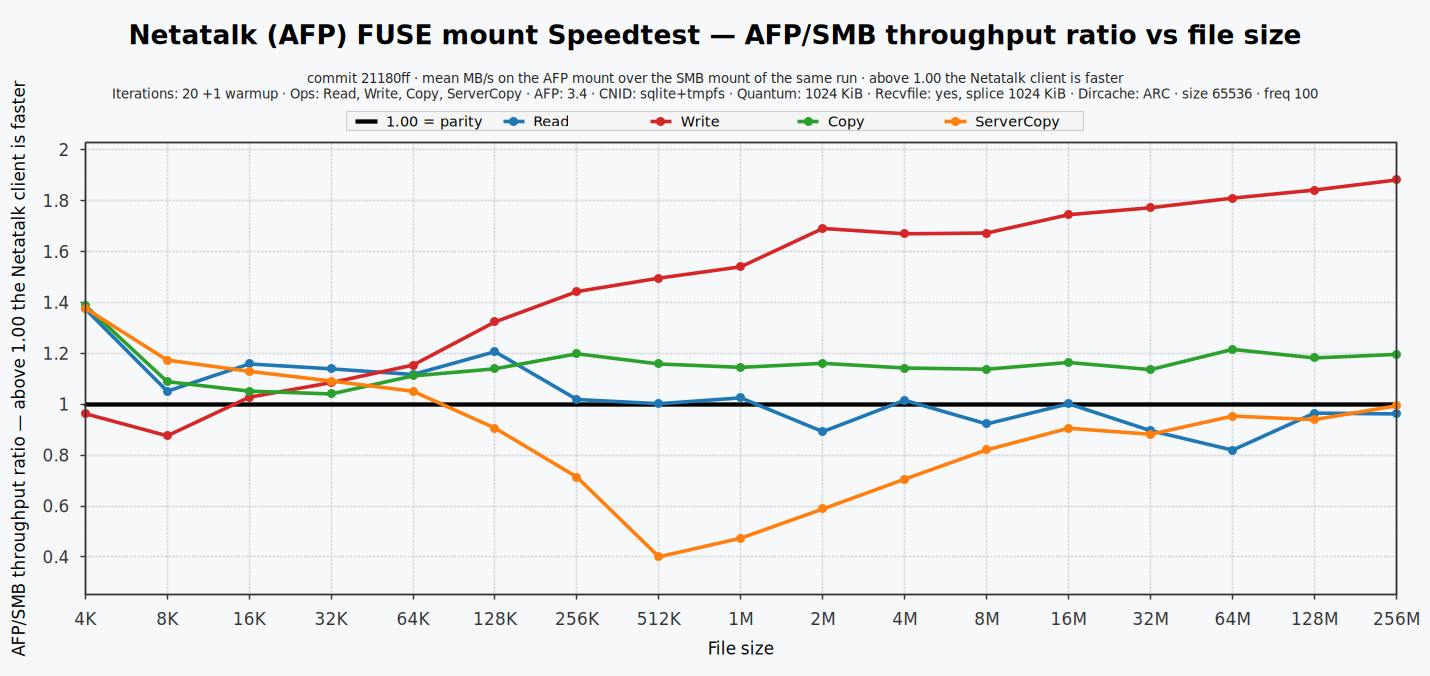 Netatalk (AFP) FUSE mount Speedtest — AFP/SMB throughput ratio vs file size
commit 21180ff · mean MB/s on the AFP mount over the SMB mount of the same run · above 1.00 the Netatalk client is faster
Iterations: 20 +1 warmup · Ops: Read, Write, Copy, ServerCopy · AFP: 3.4 · CNID: sqlite+tmpfs · Quantum: 1024 KiB · Recvfile: yes, splice 1024 KiB · Dircache: ARC · size 65536 · freq 100
1.00 = parity Read Write Copy ServerCopy
AFP/SMB throughput ratio — above 1.00 the Netatalk client is faster
2
1.8
1.6
1.4
1.2
1
0.8
0.6
0.4
4K 8K 16K 32K 64K 128K 256K 512K 1M 2M 4M 8M 16M 32M 64M 128M 256M
File size